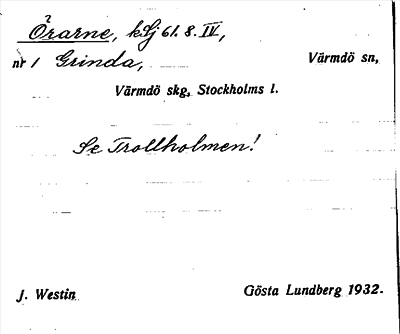 Örarne, kSj 61.8.IV,
nr 1 Grinda, Värmdö sn,
Värmdö skg, Stockholms l.
Se Trollholmen!
J. Westin Gösta Lundberg 1932.